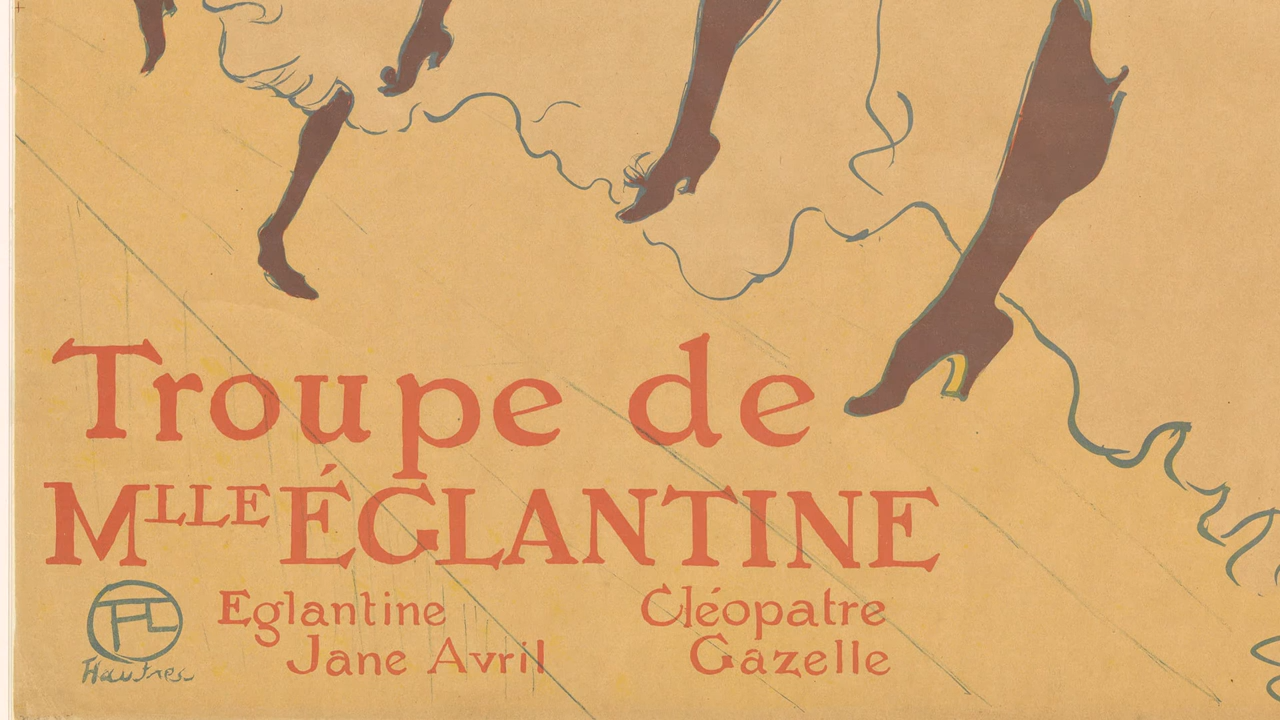 Troupe de
MLLE ÉGLANTINE
Eglantine Cléopatre
Jane Avril Gazelle